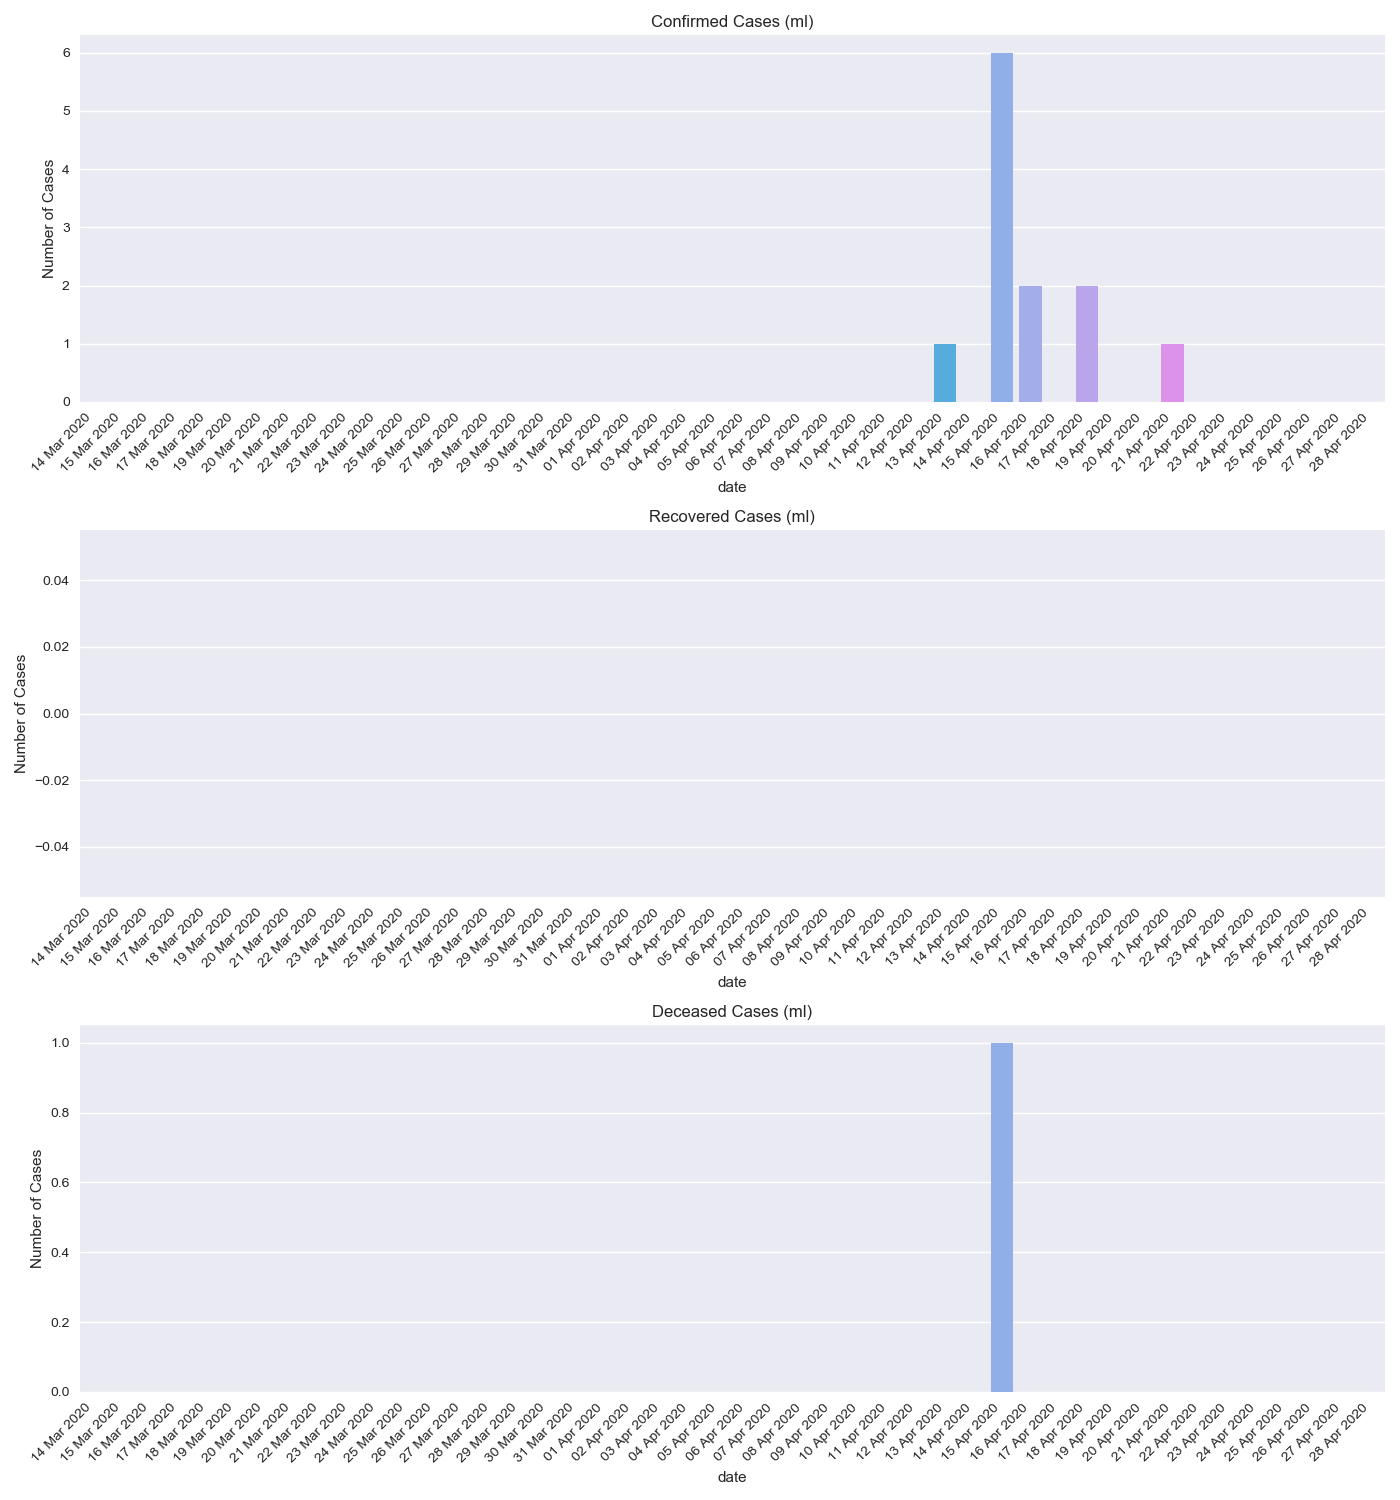 Confirmed Cases (ml)
6
5
4
3
2
1
0
Number of Cases
14 Mar 2020
15 Mar 2020
16 Mar 2020
17 Mar 2020
18 Mar 2020
19 Mar 2020
20 Mar 2020
21 Mar 2020
22 Mar 2020
23 Mar 2020
24 Mar 2020
25 Mar 2020
26 Mar 2020
27 Mar 2020
28 Mar 2020
29 Mar 2020
30 Mar 2020
31 Mar 2020
01 Apr 2020
02 Apr 2020
03 Apr 2020
04 Apr 2020
05 Apr 2020
06 Apr 2020
07 Apr 2020
08 Apr 2020
09 Apr 2020
10 Apr 2020
11 Apr 2020
12 Apr 2020
13 Apr 2020
14 Apr 2020
15 Apr 2020
16 Apr 2020
17 Apr 2020
18 Apr 2020
19 Apr 2020
20 Apr 2020
21 Apr 2020
22 Apr 2020
23 Apr 2020
24 Apr 2020
25 Apr 2020
26 Apr 2020
27 Apr 2020
28 Apr 2020
date
Recovered Cases (ml)
0.04
0.02
0.00
−0.02
−0.04
Number of Cases
14 Mar 2020
15 Mar 2020
16 Mar 2020
17 Mar 2020
18 Mar 2020
19 Mar 2020
20 Mar 2020
21 Mar 2020
22 Mar 2020
23 Mar 2020
24 Mar 2020
25 Mar 2020
26 Mar 2020
27 Mar 2020
28 Mar 2020
29 Mar 2020
30 Mar 2020
31 Mar 2020
01 Apr 2020
02 Apr 2020
03 Apr 2020
04 Apr 2020
05 Apr 2020
06 Apr 2020
07 Apr 2020
08 Apr 2020
09 Apr 2020
10 Apr 2020
11 Apr 2020
12 Apr 2020
13 Apr 2020
14 Apr 2020
15 Apr 2020
16 Apr 2020
17 Apr 2020
18 Apr 2020
19 Apr 2020
20 Apr 2020
21 Apr 2020
22 Apr 2020
23 Apr 2020
24 Apr 2020
25 Apr 2020
26 Apr 2020
27 Apr 2020
28 Apr 2020
date
Deceased Cases (ml)
1.0
0.8
0.6
0.4
0.2
0.0
Number of Cases
14 Mar 2020
15 Mar 2020
16 Mar 2020
17 Mar 2020
18 Mar 2020
19 Mar 2020
20 Mar 2020
21 Mar 2020
22 Mar 2020
23 Mar 2020
24 Mar 2020
25 Mar 2020
26 Mar 2020
27 Mar 2020
28 Mar 2020
29 Mar 2020
30 Mar 2020
31 Mar 2020
01 Apr 2020
02 Apr 2020
03 Apr 2020
04 Apr 2020
05 Apr 2020
06 Apr 2020
07 Apr 2020
08 Apr 2020
09 Apr 2020
10 Apr 2020
11 Apr 2020
12 Apr 2020
13 Apr 2020
14 Apr 2020
15 Apr 2020
16 Apr 2020
17 Apr 2020
18 Apr 2020
19 Apr 2020
20 Apr 2020
21 Apr 2020
22 Apr 2020
23 Apr 2020
24 Apr 2020
25 Apr 2020
26 Apr 2020
27 Apr 2020
28 Apr 2020
date